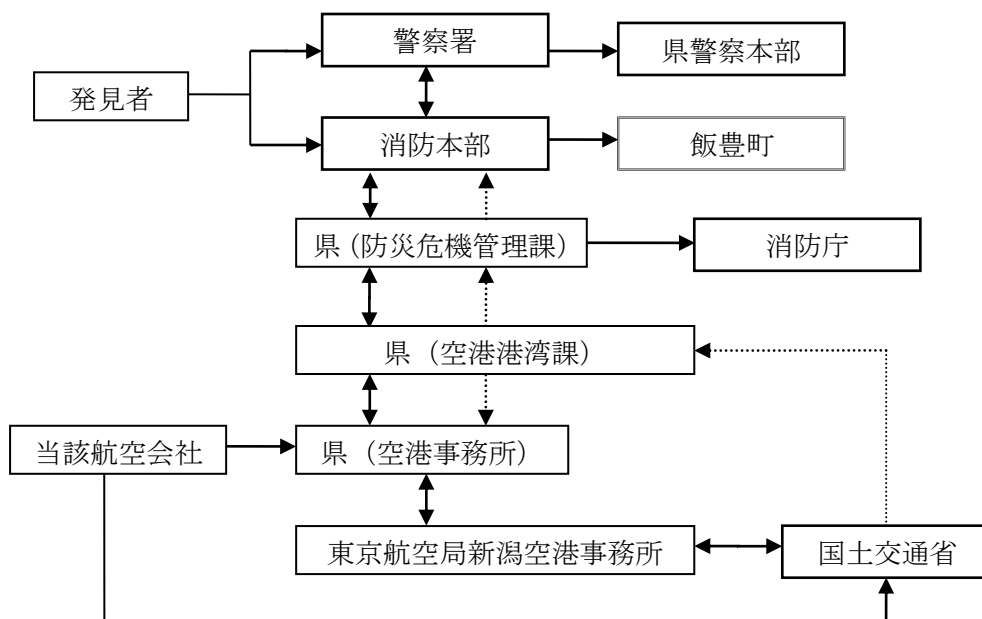 警察署
県警察本部
発見者
消防本部
飯豊町
県（防災危機管理課）
消防庁
県（空港港湾課）
当該航空会社
県（空港事務所）
東京航空局新潟空港事務所
国土交通省